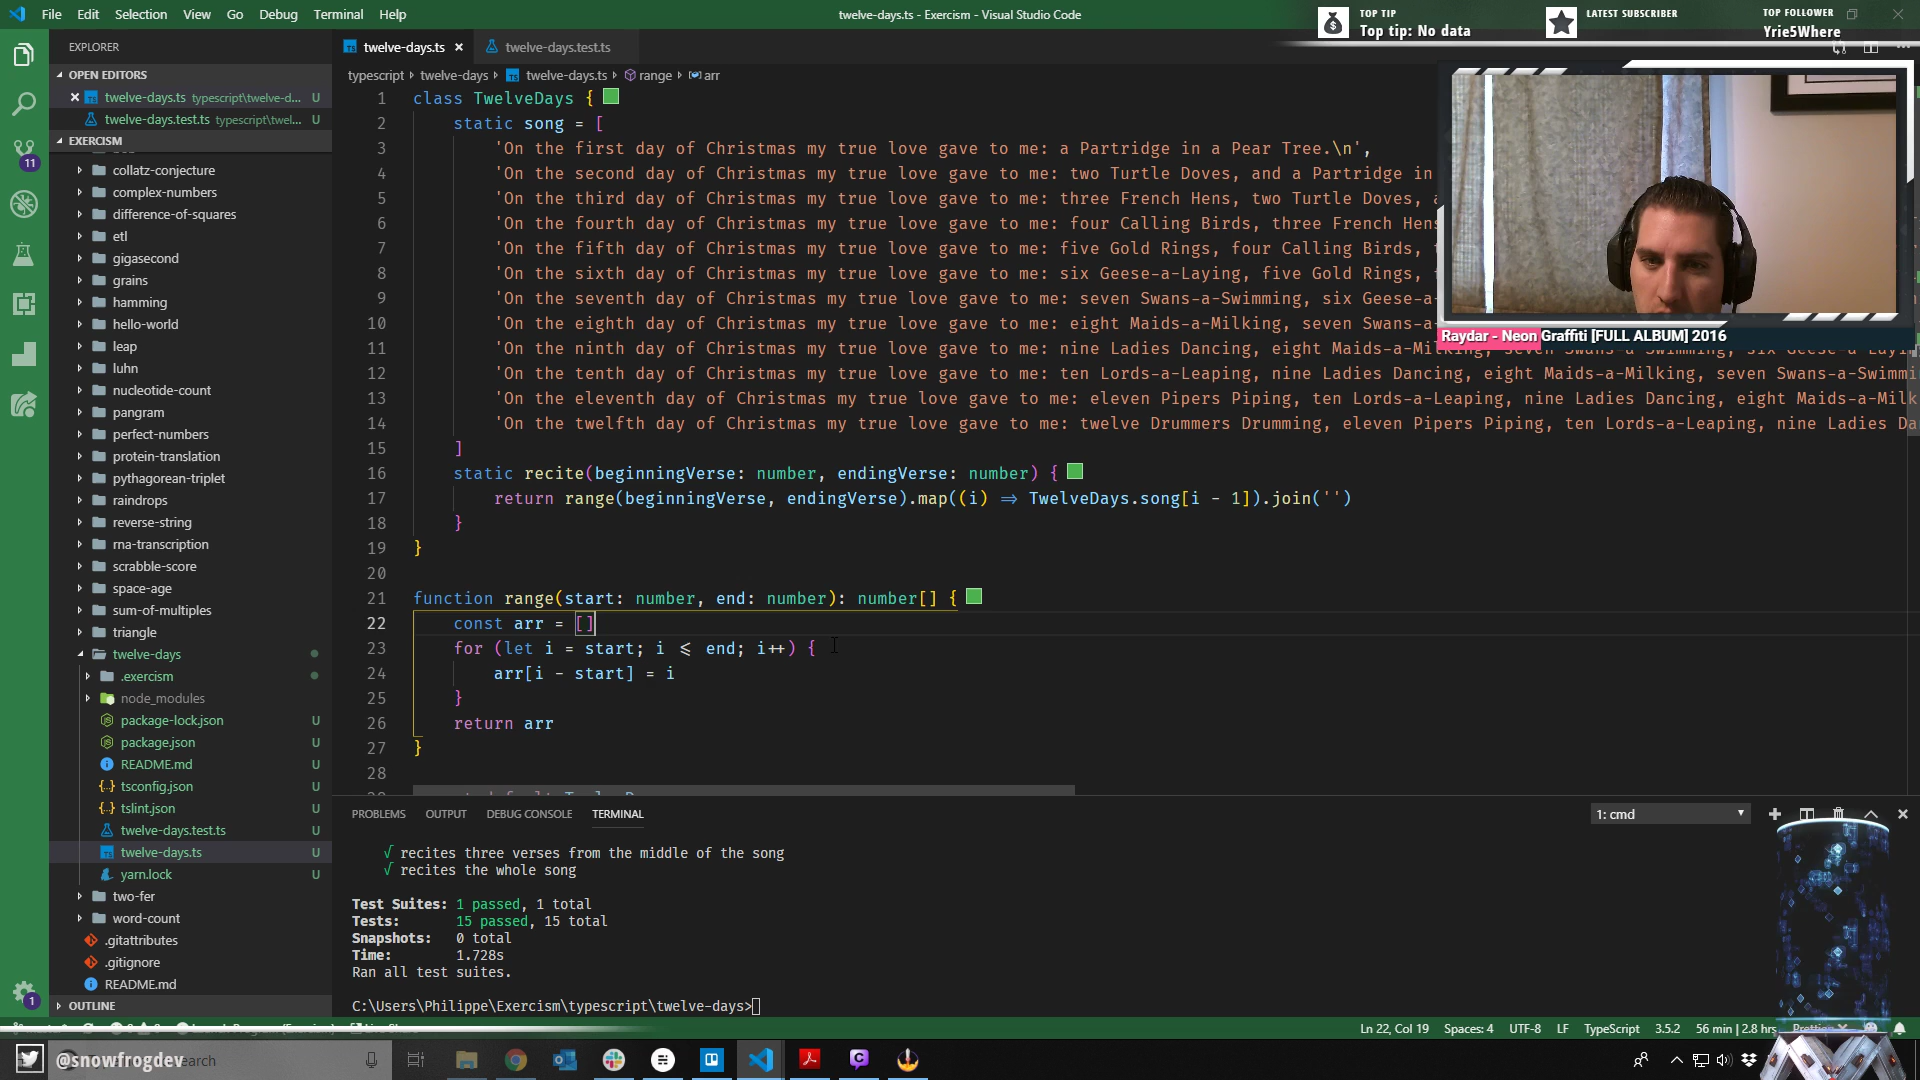 File Edit Selection View Go Debug Terminal Help
twelve-days.ts - Exercism - Visual Studio Code
TOP TIP
Top tip: No data
LATEST SUBSCRIBER
TOP FOLLOWER
Yrie5Where
EXPLORER
OPEN EDITORS
twelve-days.ts typescript\twelve-d... U
twelve-days.test.ts typescript\twel... U
EXERCISM
11
collatz-conjecture
complex-numbers
difference-of-squares
etl
gigasecond
grains
hamming
hello-world
leap
luhn
nucleotide-count
pangram
perfect-numbers
protein-translation
pythagorean-triplet
raindrops
reverse-string
rna-transcription
scrabble-score
space-age
sum-of-multiples
triangle
twelve-days
.exercism
node_modules
package-lock.json U
package.json U
README.md U
tsconfig.json U
tslint.json U
twelve-days.test.ts U
twelve-days.ts U
yarn.lock U
two-fer
word-count
.gitattributes
.gitignore
README.md
OUTLINE
1
twelve-days.ts twelve-days.test.ts
typescript twelve-days twelve-days.ts range arr
1 class TwelveDays {
2 static song = [
3 'On the first day of Christmas my true love gave to me: a Partridge in a Pear Tree.\n',
4 'On the second day of Christmas my true love gave to me: two Turtle Doves, and a Partridge in
5 'On the third day of Christmas my true love gave to me: three French Hens, two Turtle Doves,
6 'On the fourth day of Christmas my true love gave to me: four Calling Birds, three French Hens
7 'On the fifth day of Christmas my true love gave to me: five Gold Rings, four Calling Birds,
8 'On the sixth day of Christmas my true love gave to me: six Geese-a-Laying, five Gold Rings,
9 'On the seventh day of Christmas my true love gave to me: seven Swans-a-Swimming, six Geese-a-
10 'On the eighth day of Christmas my true love gave to me: eight Maids-a-Milking, seven Swans-a-
11 'On the ninth day of Christmas my true love gave to me: nine Ladies Dancing, eight Maids-a-Milking, seven Swans-a-Swimming, six Geese-a-Layin
12 'On the tenth day of Christmas my true love gave to me: ten Lords-a-Leaping, nine Ladies Dancing, eight Maids-a-Milking, seven Swans-a-Swimmi
13 'On the eleventh day of Christmas my true love gave to me: eleven Pipers Piping, ten Lords-a-Leaping, nine Ladies Dancing, eight Maids-a-Milk
14 'On the twelfth day of Christmas my true love gave to me: twelve Drummers Drumming, eleven Pipers Piping, ten Lords-a-Leaping, nine Ladies Da
15 ]
16 static recite(beginningVerse: number, endingVerse: number) {
17 return range(beginningVerse, endingVerse).map((i) => TwelveDays.song[i - 1]).join('')
18 }
19 }
20
21 function range(start: number, end: number): number[] {
22 const arr = []
23 for (let i = start; i <= end; i++) {
24 arr[i - start] = i
25 }
26 return arr
27 }
28
Raydar - Neon Graffiti [FULL ALBUM] 2016
PROBLEMS OUTPUT DEBUG CONSOLE TERMINAL
1: cmd
√ recites three verses from the middle of the song
√ recites the whole song
Test Suites: 1 passed, 1 total
Tests: 15 passed, 15 total
Snapshots: 0 total
Time: 1.728s
Ran all test suites.
C:\Users\Philippe\Exercism\typescript\twelve-days>
Ln 22, Col 19 Spaces: 4 UTF-8 LF TypeScript 3.5.2 56 min | 2.8 hrs
@snowfrogdev